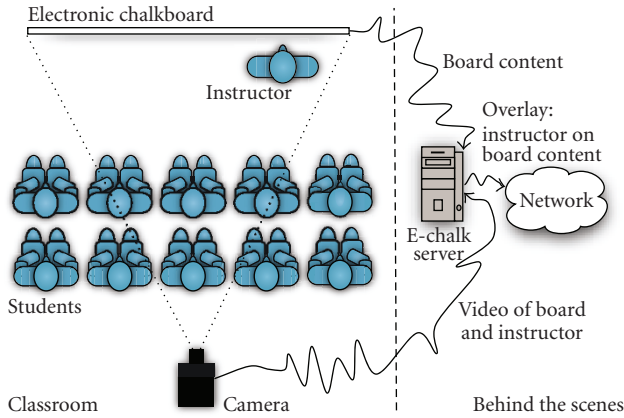 Electronic chalkboard
Instructor
Board content
Overlay:
instructor on
board content
Network
E-chalk
server
Students
Video of board
and instructor
Classroom
Camera
Behind the scenes